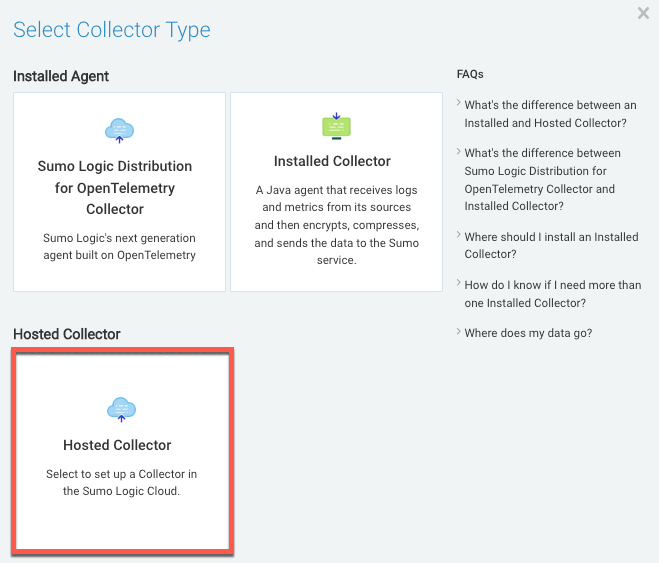 Select Collector Type
Installed Agent
Sumo Logic Distribution
for OpenTelemetry
Collector
Sumo Logic's next generation
agent built on OpenTelemetry
Installed Collector
A Java agent that receives logs
and metrics from its sources
and then encrypts, compresses,
and sends the data to the Sumo
service.
Hosted Collector
Hosted Collector
Select to set up a Collector in
the Sumo Logic Cloud.
FAQs
What's the difference between an
Installed and Hosted Collector?
What's the difference between
Sumo Logic Distribution for
OpenTelemetry Collector and
Installed Collector?
Where should I install an Installed
Collector?
How do I know if I need more than
one Installed Collector?
Where does my data go?